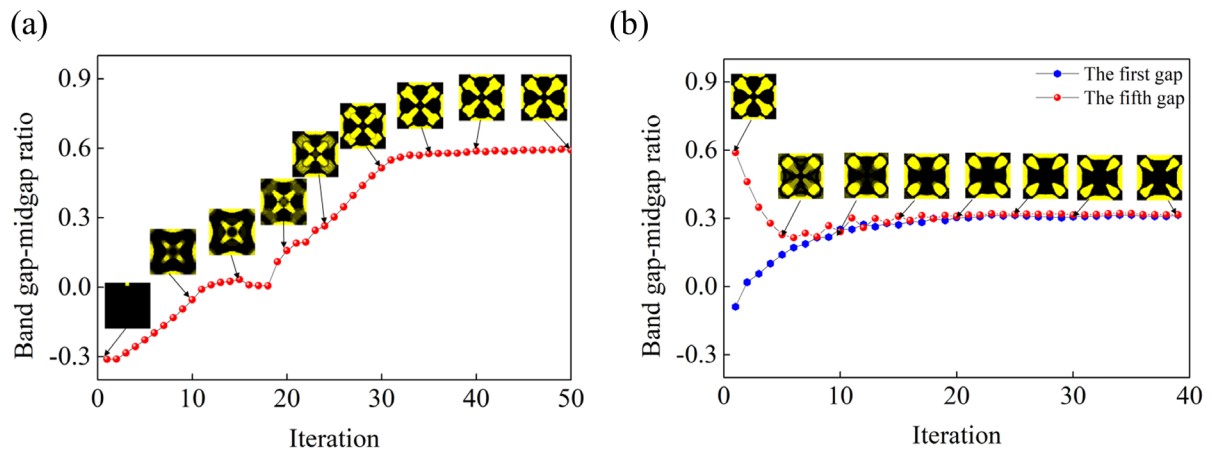 (a)
Band gap-midgap ratio
0.9
0.6
0.3
0.0
-0.3
0 10 20 30 40 50
Iteration
(b)
Band gap-midgap ratio
0.9
0.6
0.3
0.0
-0.3
The first gap
The fifth gap
0 10 20 30 40
Iteration